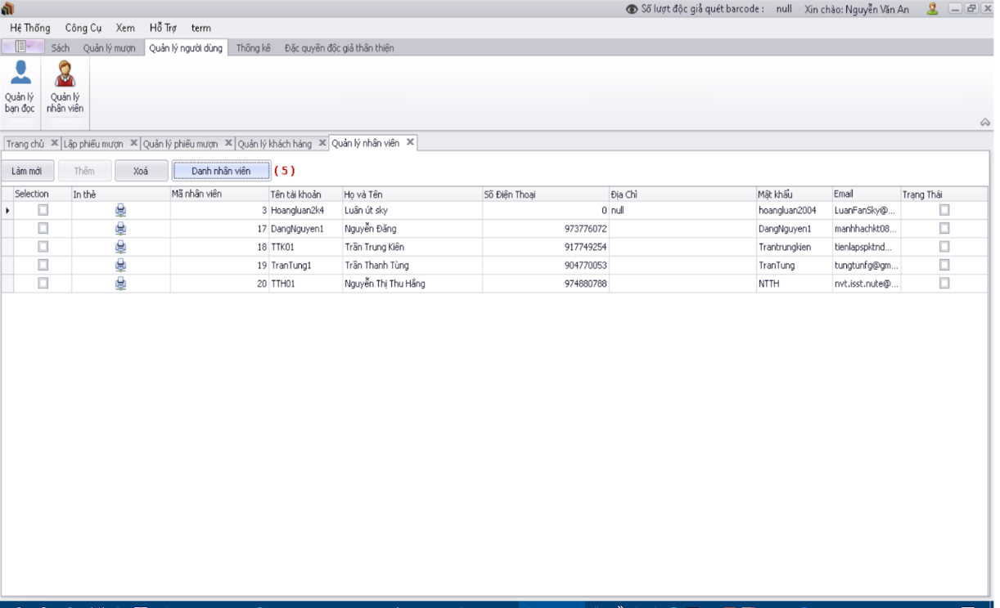 Số lượt độc giả quét barcode : null Xin chào: Nguyễn Văn An
Hệ Thống Công Cụ Xem Hỗ Trợ term
Sách Quản lý mượn Quản lý người dùng Thống kê Đặc quyền độc giả thân thiện
Quản lý bạn đọc
Quản lý nhân viên
Trang chủ Lập phiếu mượn Quản lý phiếu mượn Quản lý khách hàng Quản lý nhân viên
Làm mới Thêm Xoá Danh nhân viên ( 5 )
Selection In thẻ Mã nhân viên Tên tài khoản Họ và Tên Số Điện Thoại Địa Chỉ Mật khẩu Email Trạng Thái
3 Hoangluan2k4 Luân út sky 0 null hoangluan2004 LuanFanSky@...
17 DangNguyen1 Nguyễn Đăng 973776072 DangNguyen1 manhhachkt08...
18 TTK01 Trần Trung Kiên 917749254 Trantrungkien tienlapspktnd...
19 TranTung1 Trần Thanh Tùng 904770053 TranTung tungtunfg@gm...
20 TTH01 Nguyễn Thị Thu Hằng 974880788 NTTH nvt.isst.nute@...